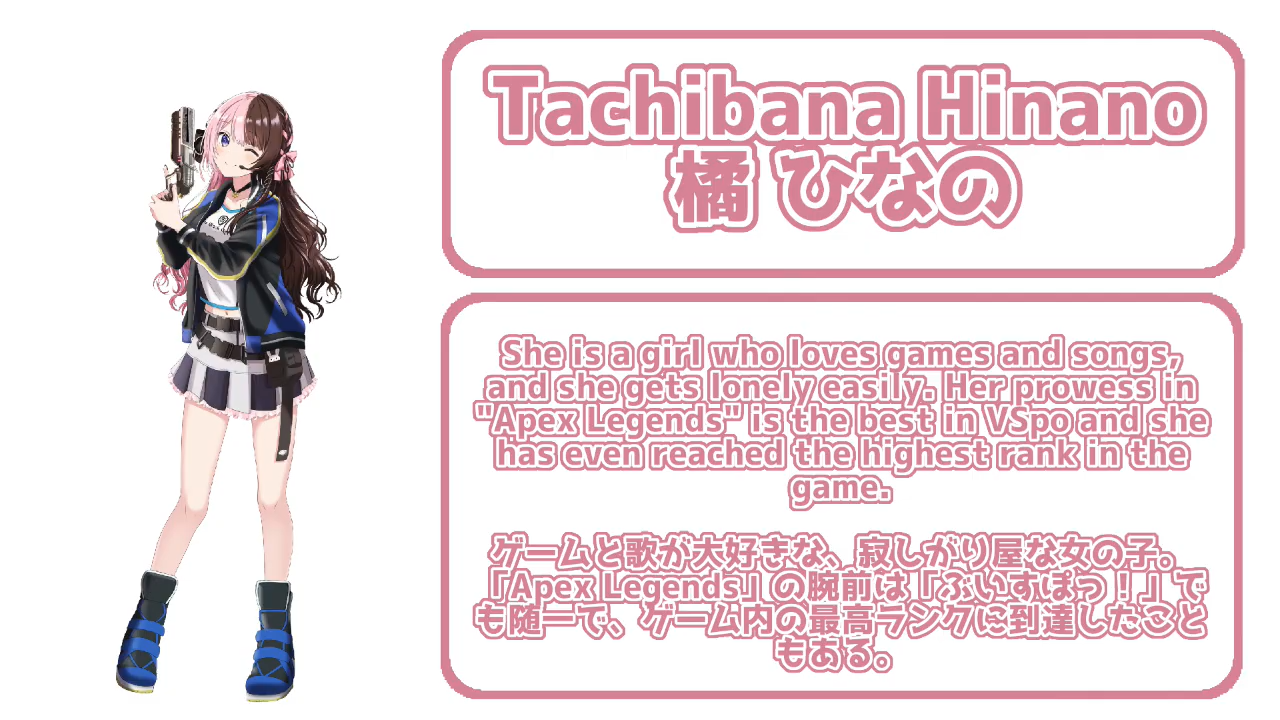 Tachibana Hinano
橘 ひなの
She is a girl who loves games and songs,
and she gets lonely easily. Her prowess in
"Apex Legends" is the best in VSpo and she
has even reached the highest rank in the
game.
ゲームと歌が大好きな、寂しがり屋な女の子。
「Apex Legends」の腕前は「ぶいすぽっ！」で
も随一で、ゲーム内の最高ランクに到達したこと
もある。